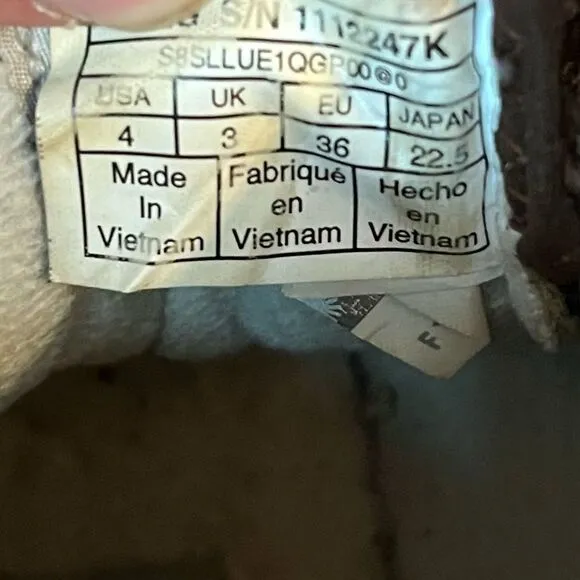 S/N 1112247K
S8SLLUE1QGP00@0
USA UK EU JAPAN
4 3 36 22.5
Made In Vietnam
Fabriqué en Vietnam
Hecho en Vietnam
F